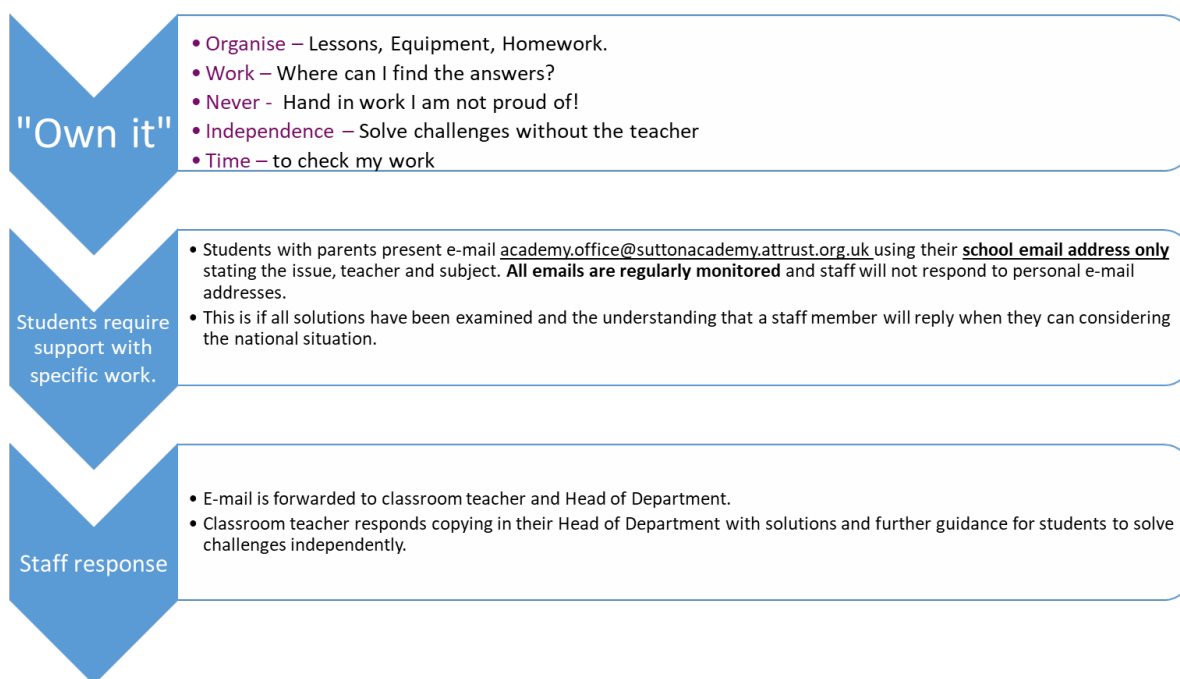 "Own it"
• Organise – Lessons, Equipment, Homework.
• Work – Where can I find the answers?
• Never - Hand in work I am not proud of!
• Independence – Solve challenges without the teacher
• Time – to check my work
Students require
support with
specific work.
• Students with parents present e-mail academy.office@suttonacademy.attrust.org.uk using their school email address only
stating the issue, teacher and subject. All emails are regularly monitored and staff will not respond to personal e-mail
addresses.
• This is if all solutions have been examined and the understanding that a staff member will reply when they can considering
the national situation.
Staff response
• E-mail is forwarded to classroom teacher and Head of Department.
• Classroom teacher responds copying in their Head of Department with solutions and further guidance for students to solve
challenges independently.